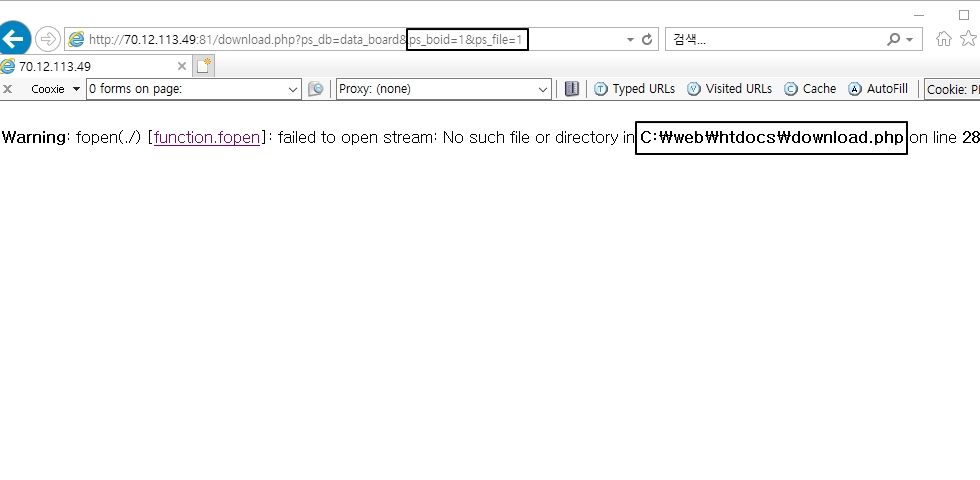 http://70.12.113.49:81/download.php?ps_db=data_board&ps_boid=1&ps_file=1
검색...
70.12.113.49
x Cooxie 0 forms on page: Proxy: (none) Typed URLs Visited URLs Cache AutoFill Cookie:
Warning: fopen(./) [function.fopen]: failed to open stream: No such file or directory in C:₩web₩htdocs₩download.php on line 28